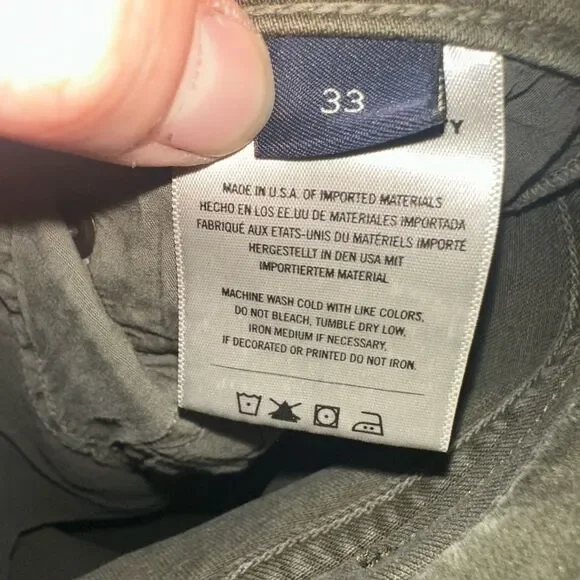 33
Y
MADE IN U.S.A. OF IMPORTED MATERIALS
HECHO EN LOS EE.UU DE MATERIALES IMPORTADA
FABRIQUÉ AUX ETATS-UNIS DU MATÉRIELS IMPORTÉ
HERGESTELLT IN DEN USA MIT
IMPORTIERTEM MATERIAL
MACHINE WASH COLD WITH LIKE COLORS,
DO NOT BLEACH, TUMBLE DRY LOW,
IRON MEDIUM IF NECESSARY,
IF DECORATED OR PRINTED DO NOT IRON.